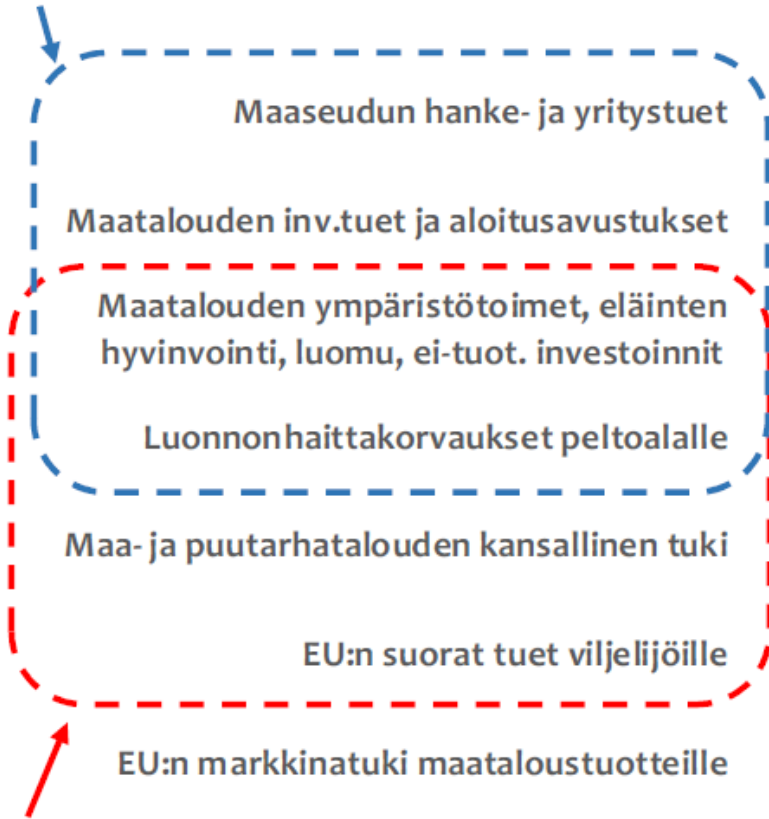 Maaseudun hanke- ja yritystuet
Maatalouden inv.tuet ja aloitusavustukset
Maatalouden ympäristötoimet, eläinten
hyvinvointi, luomu, ei-tuot. investoinnit
Luonnonhaittakorvaukset peltoalalle
Maa- ja puutarhatalouden kansallinen tuki
EU:n suorat tuet viljelijöille
EU:n markkinatuki maataloustuotteille